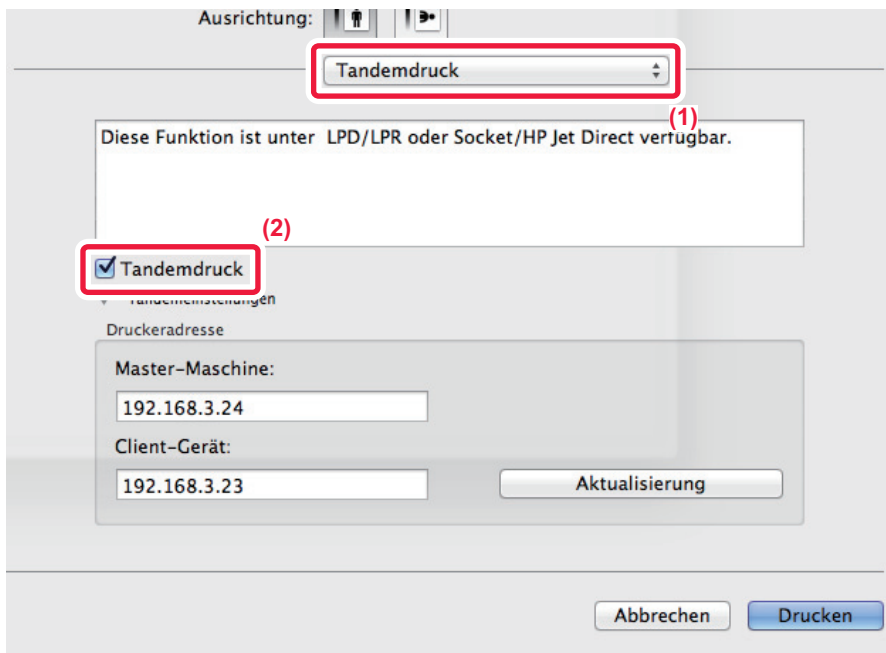 Ausrichtung:
Tandemdruck
(1)
Diese Funktion ist unter LPD/LPR oder Socket/HP Jet Direct verfügbar.
(2)
Tandemdruck
Tandemeinstellungen
Druckeradresse
Master-Maschine:
192.168.3.24
Client-Gerät:
192.168.3.23
Aktualisierung
Abbrechen
Drucken